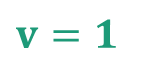 v = 1